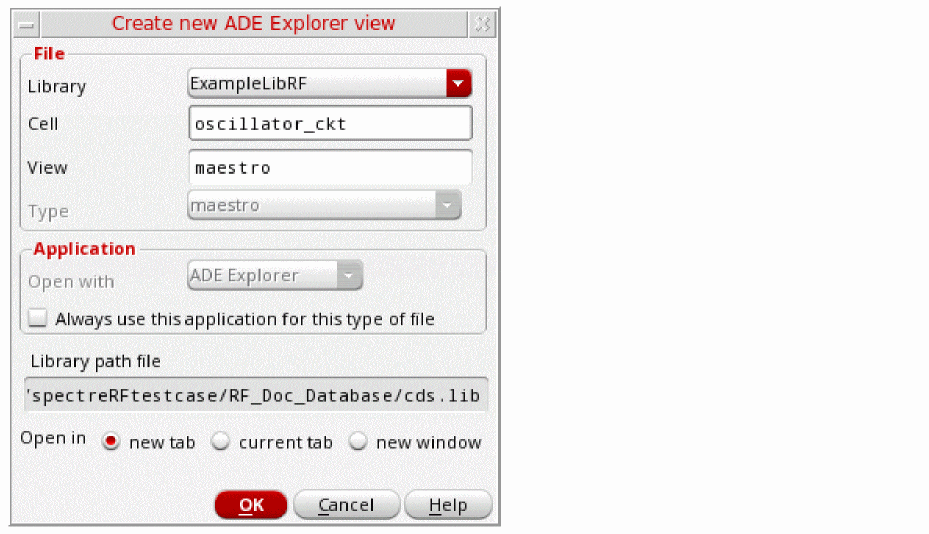 Create new ADE Explorer view
File
Library ExampleLibRF
Cell oscillator_ckt
View maestro
Type maestro
Application
Open with ADE Explorer
Always use this application for this type of file
Library path file
'spectreRFtestcase/RF_Doc_Database/cds.lib
Open in new tab current tab new window
OK Cancel Help